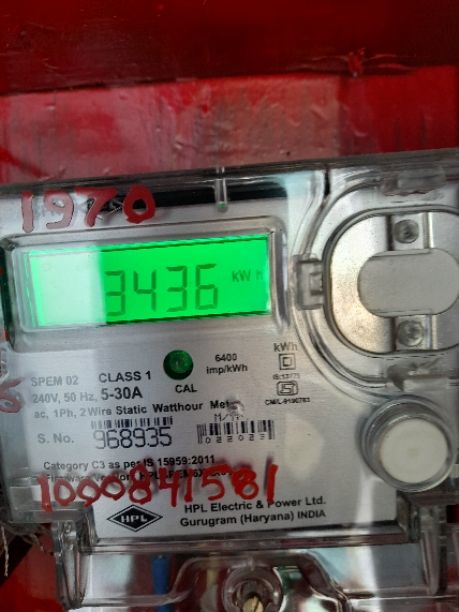 1970
3436 kWh
6400
imp/kWh
CAL
kWh
SPEM 02 CLASS 1
240V, 50 Hz, 5-30A
ac, 1Ph, 2 Wire Static Watthour
S. No. 968935
Category C3 as per IS 15959:2011
1000841581
HPL
HPL Electric & Power Ltd.
Gurugram (Haryana) INDIA